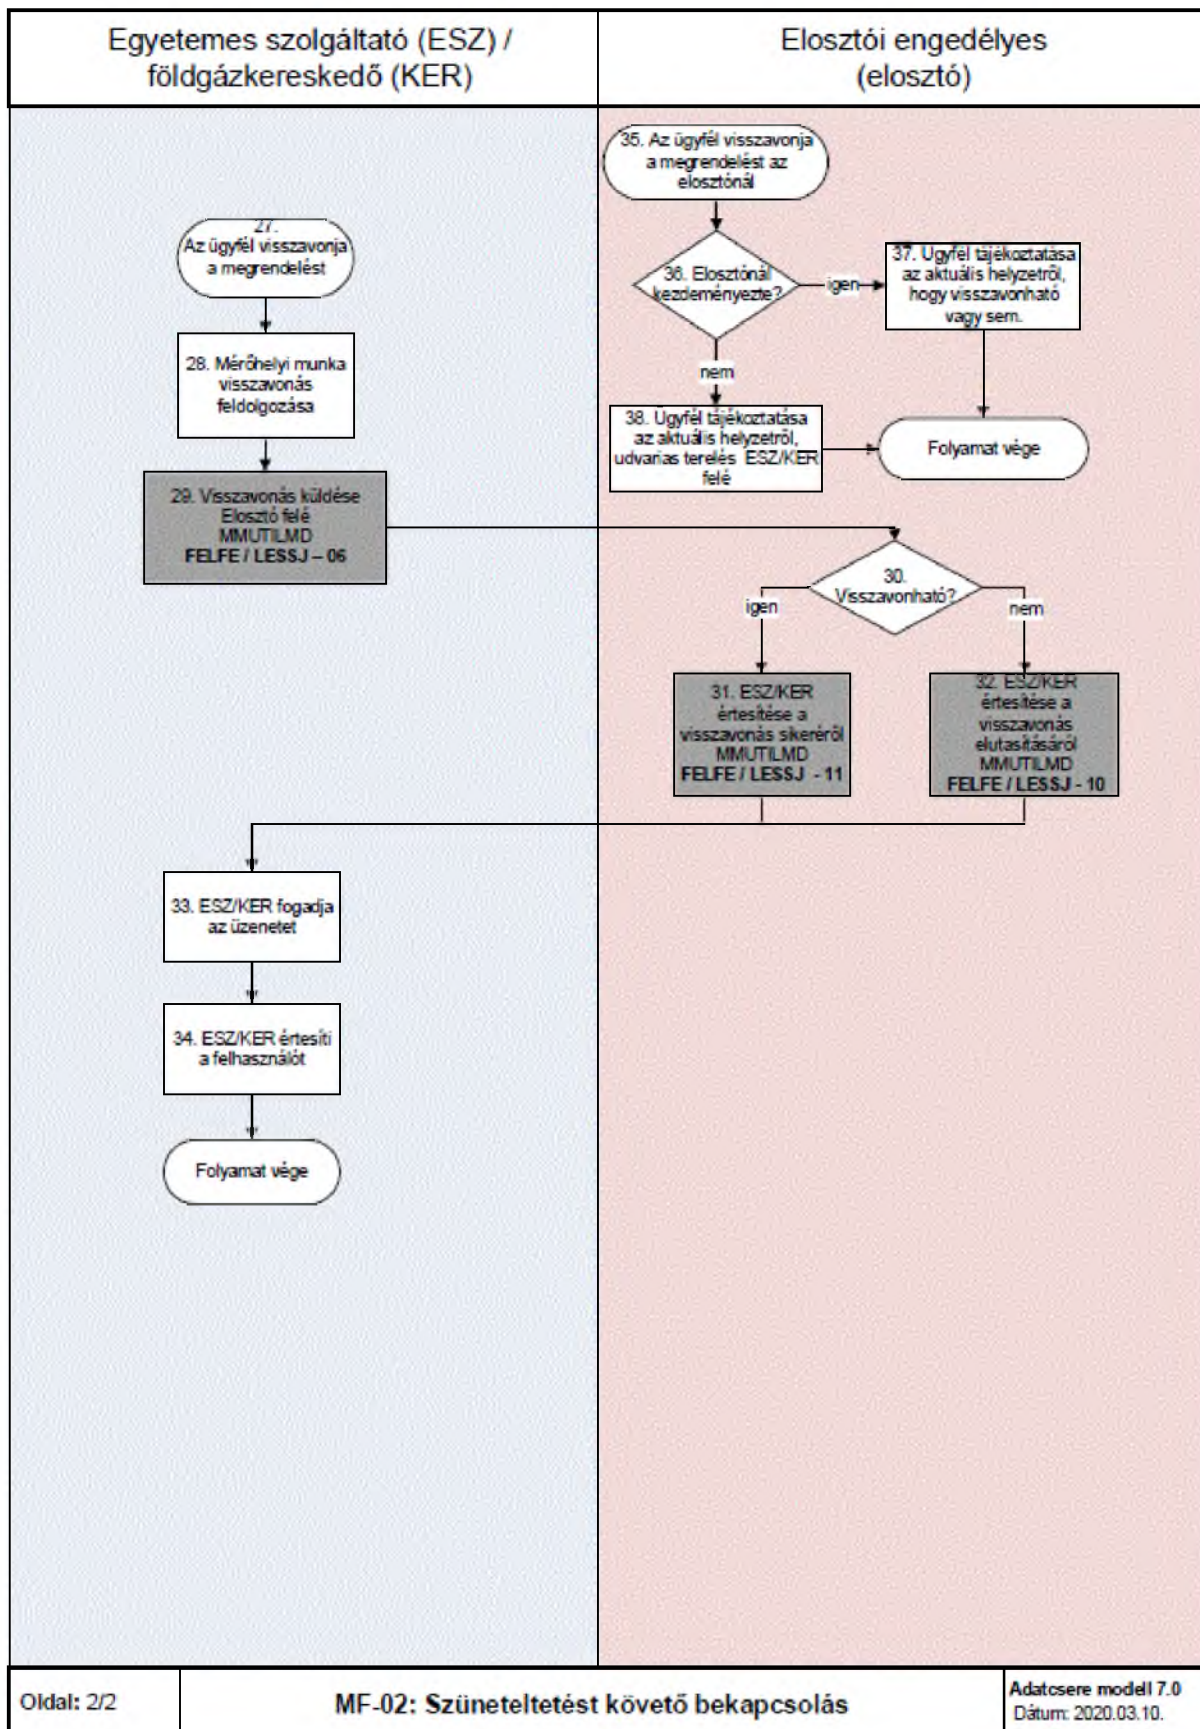 Egyetemes szolgáltató (ESZ) /
földgázkereskedő (KER)
Elosztói engedélyes
(elosztó)
35. Az ügyfél visszavonja
a megrendelést az
elosztónál
27.
Az ügyfél visszavonja
a megrendelést
36. Elosztónál
kezdeményezte?
igen
37. Ügyfél tájékoztatása
az aktuális helyzetről,
hogy visszavonható
vagy sem.
28. Mérőhelyi munka
visszavonás
feldolgozása
nem
38. Ügyfél tájékoztatása
az aktuális helyzetről,
udvarias terelés ESZ/KER
felé
Folyamat vége
29. Visszavonás küldése
Elosztó felé
MMUTILMD
FELFE / LESSJ – 06
30.
Visszavonható?
igen
nem
31. ESZ/KER
értesítése a
visszavonás sikeréről
MMUTILMD
FELFE / LESSJ - 11
32. ESZ/KER
értesítése a
visszavonás
elutasításáról
MMUTILMD
FELFE / LESSJ - 10
33. ESZ/KER fogadja
az üzenetet
34. ESZ/KER értesíti
a felhasználót
Folyamat vége
Oldal: 2/2
MF-02: Szüneteltetést követő bekapcsolás
Adatcsere modell 7.0
Dátum: 2020.03.10.